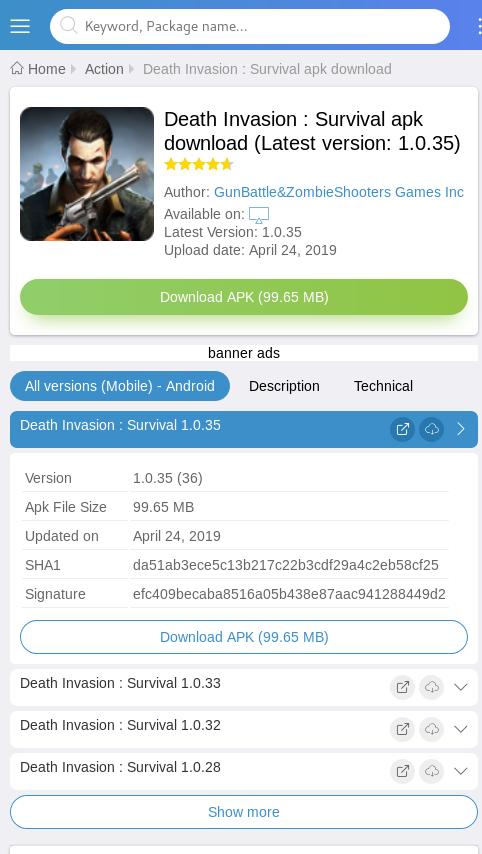 Keyword, Package name...
Home Action Death Invasion : Survival apk download
Death Invasion : Survival apk
download (Latest version: 1.0.35)
Author: GunBattle&ZombieShooters Games Inc
Available on:
Latest Version: 1.0.35
Upload date: April 24, 2019
Download APK (99.65 MB)
banner ads
All versions (Mobile) - Android Description Technical
Death Invasion : Survival 1.0.35
Version 1.0.35 (36)
Apk File Size 99.65 MB
Updated on April 24, 2019
SHA1 da51ab3ece5c13b217c22b3cdf29a4c2eb58cf25
Signature efc409becaba8516a05b438e87aac941288449d2
Download APK (99.65 MB)
Death Invasion : Survival 1.0.33
Death Invasion : Survival 1.0.32
Death Invasion : Survival 1.0.28
Show more